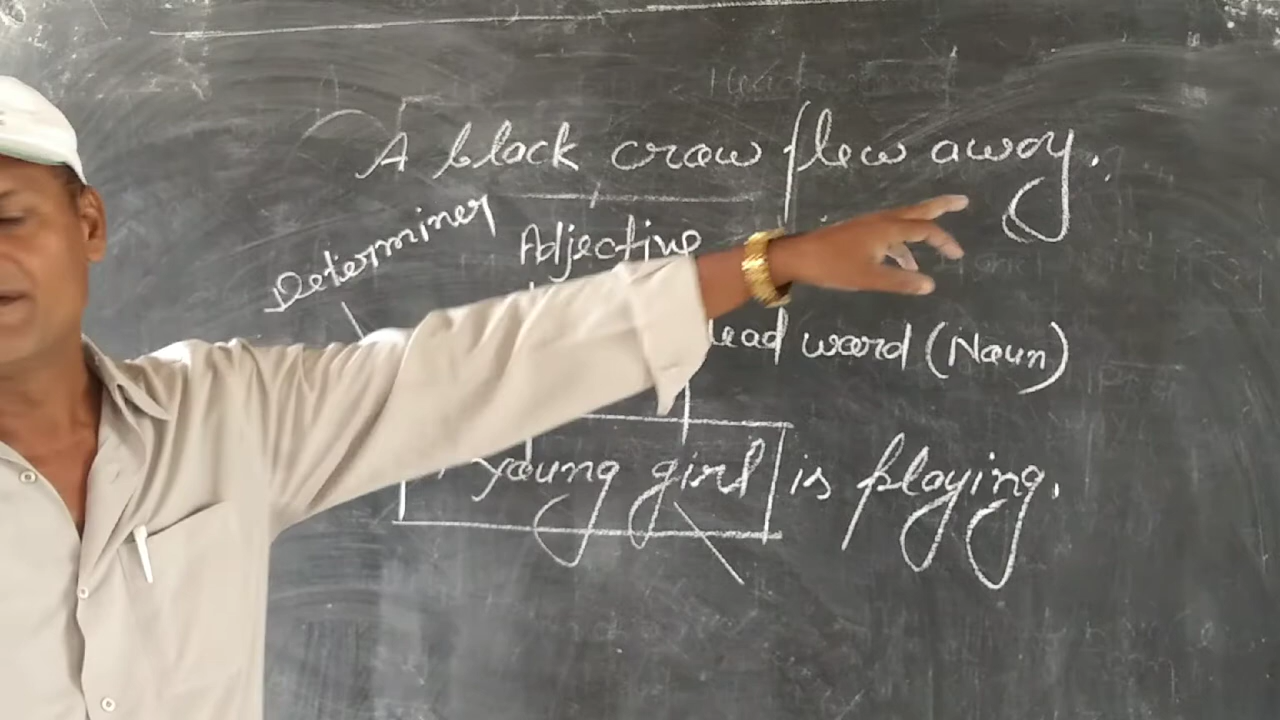 A black crow flew away.
Determiner
Adjective
Head word (Noun)
young girl is playing.